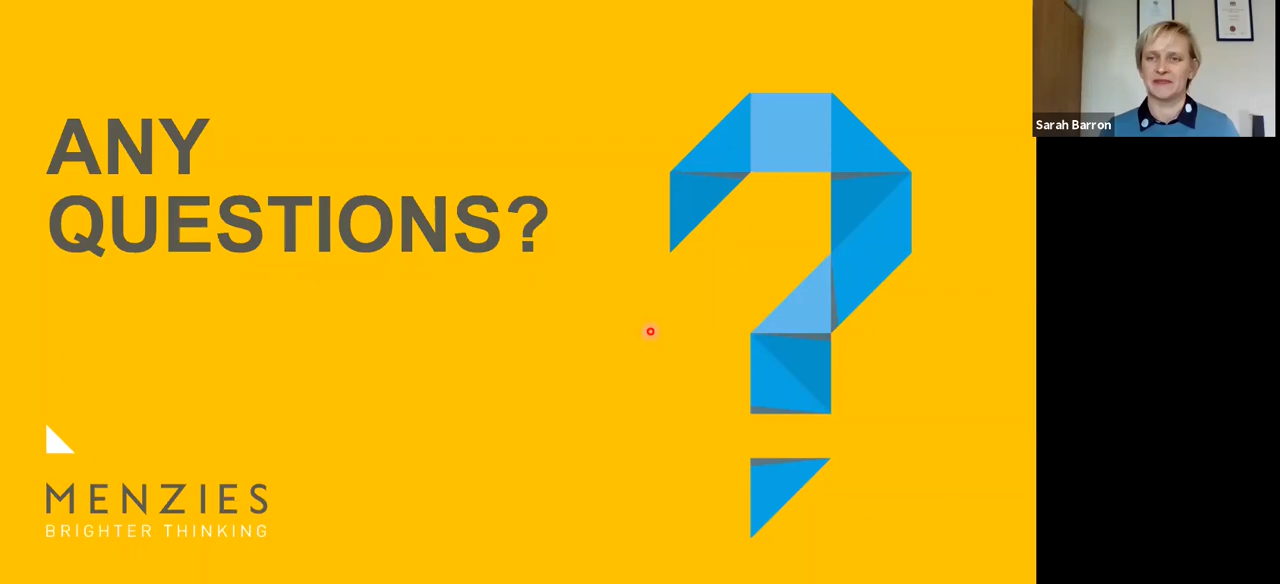 ANY
QUESTIONS?
Sarah Barron
MENZIES
BRIGHTER THINKING